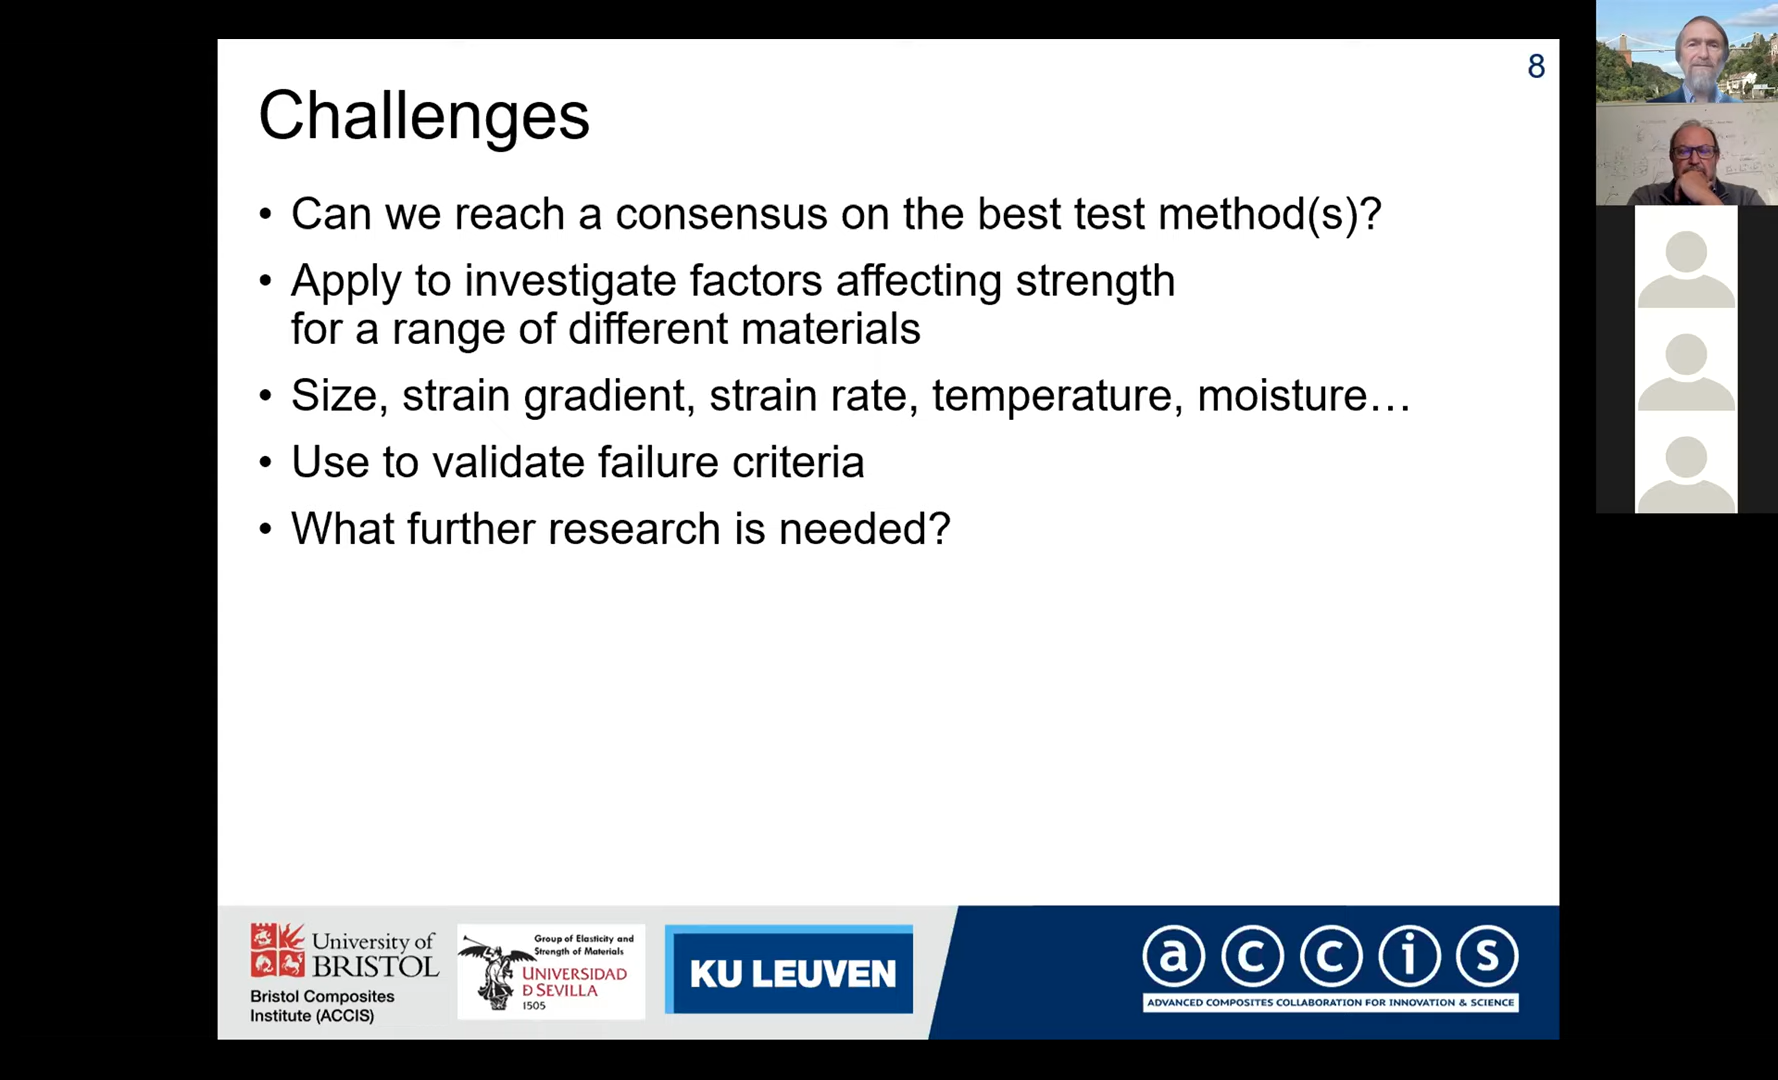 8
Challenges
• Can we reach a consensus on the best test method(s)?
• Apply to investigate factors affecting strength
for a range of different materials
• Size, strain gradient, strain rate, temperature, moisture…
• Use to validate failure criteria
• What further research is needed?
University of
BRISTOL
Bristol Composites
Institute (ACCIS)
Group of Elasticity and
Strength of Materials
UNIVERSIDAD
D SEVILLA
1505
KU LEUVEN
accis
ADVANCED COMPOSITES COLLABORATION FOR INNOVATION & SCIENCE